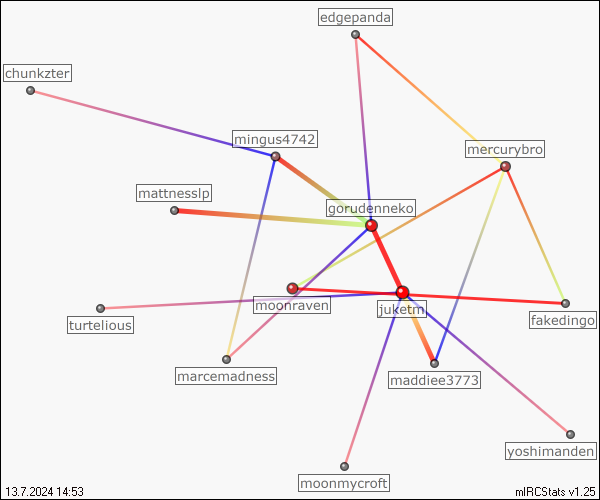 edgepanda
chunkzter
mingus4742
mercurybro
mattnesslp
gorudenneko
moonraven
juketm
turtelious
fakedingo
marcemadness
maddiee3773
yoshimanden
moonmycroft
13.7.2024 14:53
mIRCStats v1.25